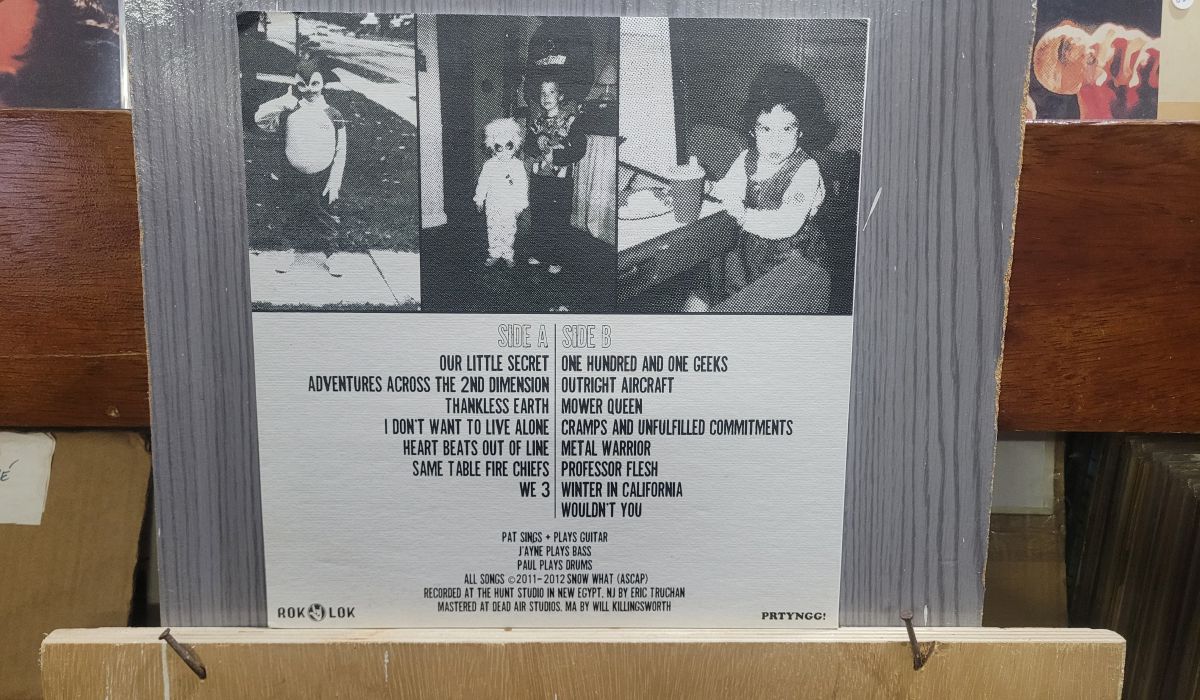 SIDE A
OUR LITTLE SECRET
ADVENTURES ACROSS THE 2ND DIMENSION
THANKLESS EARTH
I DON'T WANT TO LIVE ALONE
HEART BEATS OUT OF LINE
SAME TABLE FIRE CHIEFS
WE 3
SIDE B
ONE HUNDRED AND ONE GEEKS
OUTRIGHT AIRCRAFT
MOWER QUEEN
CRAMPS AND UNFULFILLED COMMITMENTS
METAL WARRIOR
PROFESSOR FLESH
WINTER IN CALIFORNIA
WOULDN'T YOU
PAT SINGS + PLAYS GUITAR
J'AYNE PLAYS BASS
PAUL PLAYS DRUMS
ALL SONGS ©2011-2012 SNOW WHAT (ASCAP)
RECORDED AT THE HUNT STUDIO IN NEW EGYPT, NJ BY ERIC TRUCHAN
MASTERED AT DEAD AIR STUDIOS, MA BY WILL KILLINGSWORTH
ROK LOK
PRTYNGG!